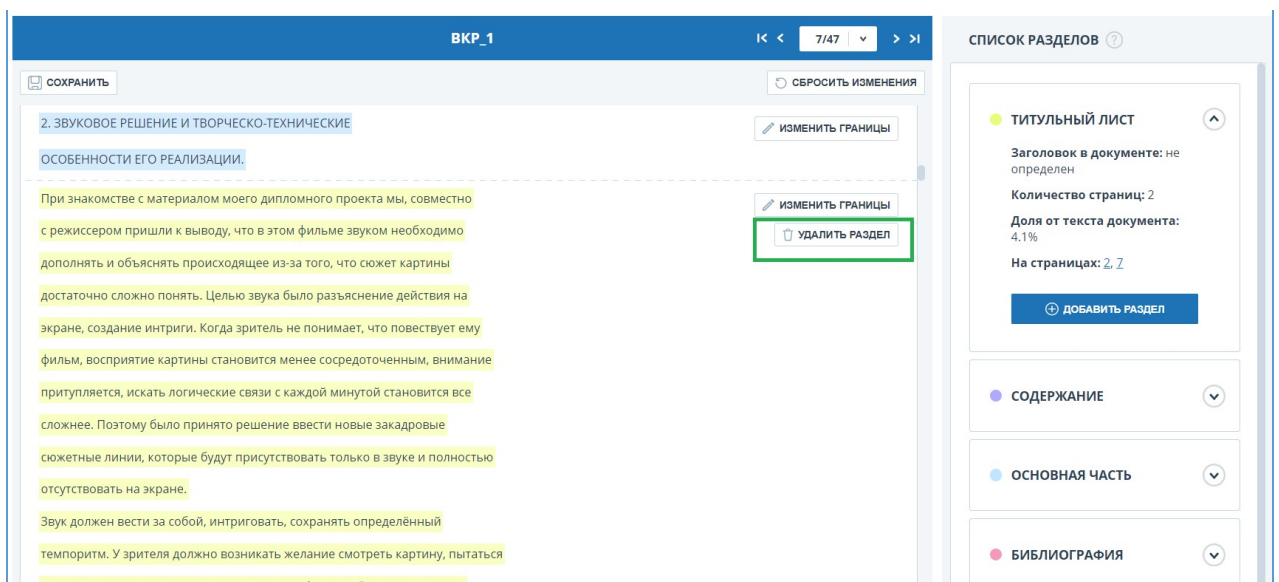 ВКР_1
7/47
СПИСОК РАЗДЕЛОВ ?
СОХРАНИТЬ
СБРОСИТЬ ИЗМЕНЕНИЯ
2. ЗВУКОВОЕ РЕШЕНИЕ И ТВОРЧЕСКО-ТЕХНИЧЕСКИЕ
ОСОБЕННОСТИ ЕГО РЕАЛИЗАЦИИ.
ИЗМЕНИТЬ ГРАНИЦЫ
При знакомстве с материалом моего дипломного проекта мы, совместно
с режиссером пришли к выводу, что в этом фильме звуком необходимо
дополнять и объяснять происходящее из-за того, что сюжет картины
достаточно сложно понять. Целью звука было разъяснение действия на
экране, создание интриги. Когда зритель не понимает, что повествует ему
фильм, восприятие картины становится менее сосредоточенным, внимание
притупляется, искать логические связи с каждой минутой становится все
сложнее. Поэтому было принято решение ввести новые закадровые
сюжетные линии, которые будут присутствовать только в звуке и полностью
отсутствовать на экране.
Звук должен вести за собой, интриговать, сохранять определённый
темпоритм. У зрителя должно возникать желание смотреть картину, пытаться
ИЗМЕНИТЬ ГРАНИЦЫ
УДАЛИТЬ РАЗДЕЛ
ТИТУЛЬНЫЙ ЛИСТ
Заголовок в документе: не
определен
Количество страниц: 2
Доля от текста документа:
4.1%
На страницах: 2, 7
ДОБАВИТЬ РАЗДЕЛ
СОДЕРЖАНИЕ
ОСНОВНАЯ ЧАСТЬ
БИБЛИОГРАФИЯ